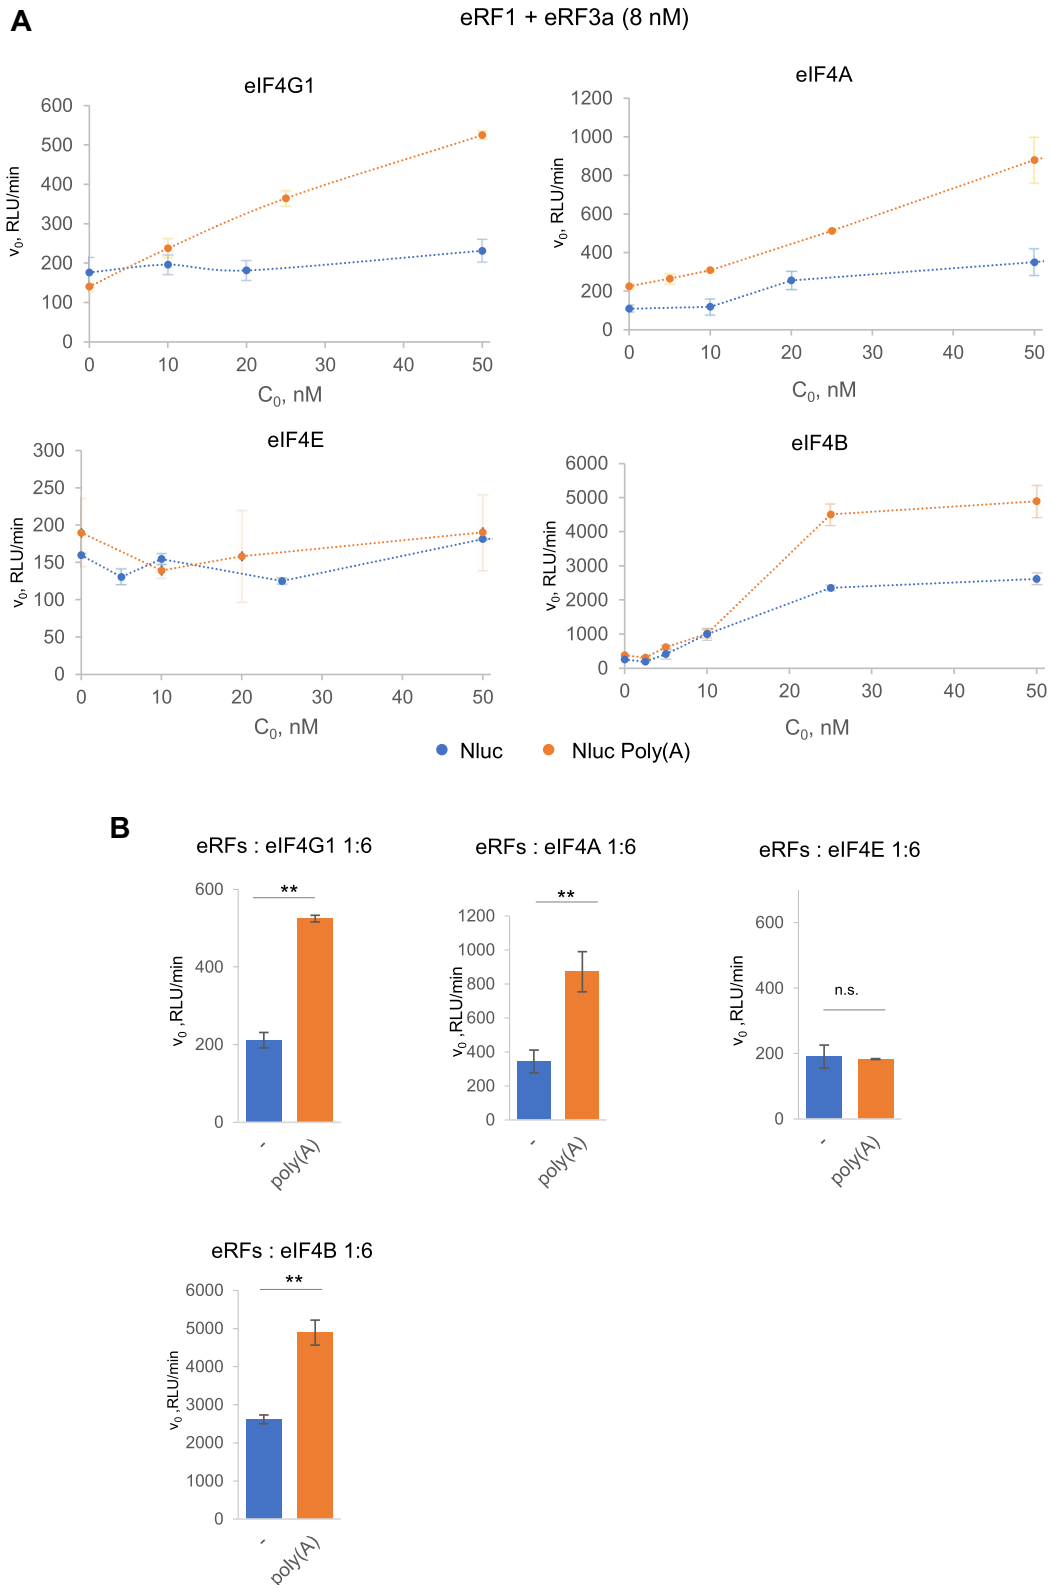 A
eRF1 + eRF3a (8 nM)
eIF4G1
600
500
400
300
200
100
0
v0, RLU/min
0 10 20 30 40 50
C0, nM
eIF4A
1200
1000
800
600
400
200
0
v0, RLU/min
0 10 20 30 40 50
C0, nM
eIF4E
300
250
200
150
100
50
0
v0, RLU/min
0 10 20 30 40 50
C0, nM
eIF4B
6000
5000
4000
3000
2000
1000
0
v0, RLU/min
0 10 20 30 40 50
C0, nM
Nluc Nluc Poly(A)
B
eRFs : eIF4G1 1:6
**
600
400
200
0
v0 ,RLU/min
-
poly(A)
eRFs : eIF4A 1:6
**
1200
1000
800
600
400
200
0
v0 ,RLU/min
-
poly(A)
eRFs : eIF4E 1:6
n.s.
600
400
200
0
v0 ,RLU/min
-
poly(A)
eRFs : eIF4B 1:6
**
6000
5000
4000
3000
2000
1000
0
v0 ,RLU/min
-
poly(A)